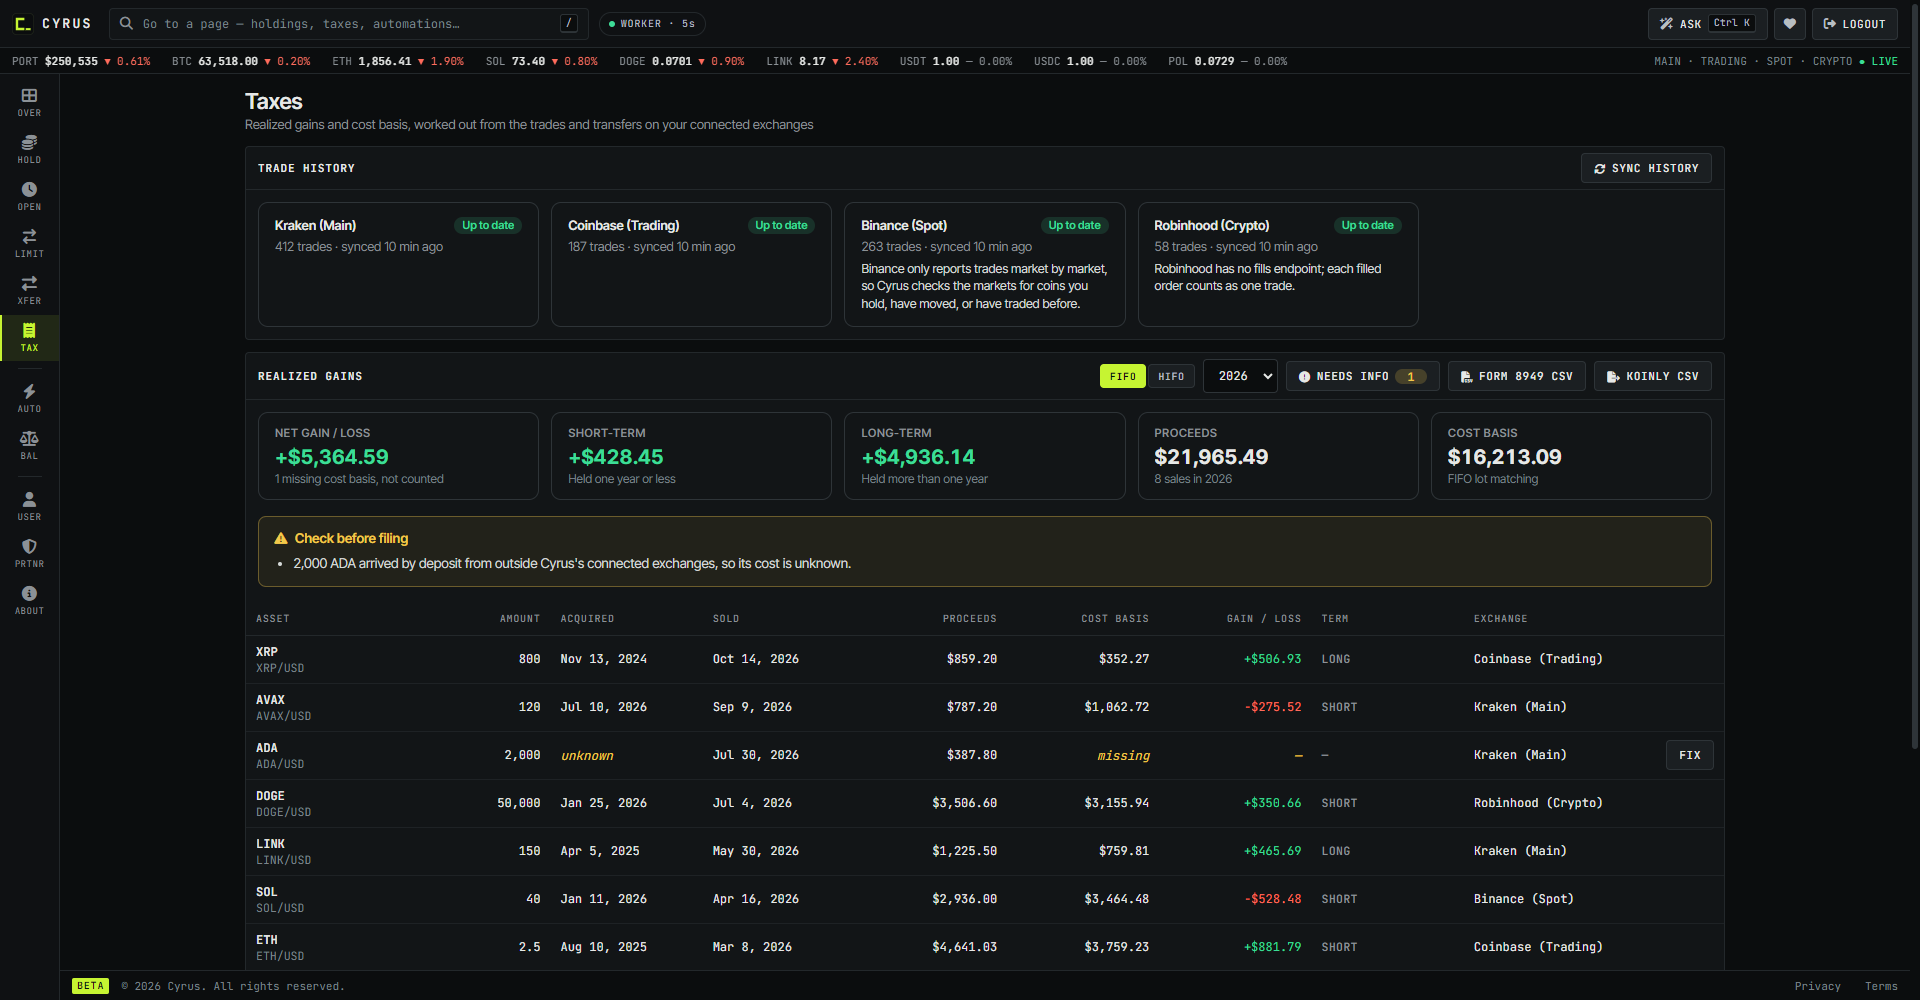 CYRUS
Go to a page — holdings, taxes, automations…
/
WORKER · 5s
ASK Ctrl K
LOGOUT
PORT $250,535 ▼ 0.61% BTC 63,518.00 ▼ 0.20% ETH 1,856.41 ▼ 1.90% SOL 73.40 ▼ 0.80% DOGE 0.0701 ▼ 0.90% LINK 8.17 ▼ 2.40% USDT 1.00 — 0.00% USDC 1.00 — 0.00% POL 0.0729 — 0.00%
MAIN · TRADING · SPOT · CRYPTO ● LIVE
OVER
HOLD
OPEN
LIMIT
XFER
TAX
AUTO
BAL
USER
PRTNR
ABOUT
Taxes
Realized gains and cost basis, worked out from the trades and transfers on your connected exchanges
TRADE HISTORY
SYNC HISTORY
Kraken (Main) Up to date
412 trades · synced 10 min ago
Coinbase (Trading) Up to date
187 trades · synced 10 min ago
Binance (Spot) Up to date
263 trades · synced 10 min ago
Binance only reports trades market by market,
so Cyrus checks the markets for coins you
hold, have moved, or have traded before.
Robinhood (Crypto) Up to date
58 trades · synced 10 min ago
Robinhood has no fills endpoint; each filled
order counts as one trade.
REALIZED GAINS
FIFO HIFO 2026 NEEDS INFO 1 FORM 8949 CSV KOINLY CSV
NET GAIN / LOSS
+$5,364.59
1 missing cost basis, not counted
SHORT-TERM
+$428.45
Held one year or less
LONG-TERM
+$4,936.14
Held more than one year
PROCEEDS
$21,965.49
8 sales in 2026
COST BASIS
$16,213.09
FIFO lot matching
Check before filing
• 2,000 ADA arrived by deposit from outside Cyrus's connected exchanges, so its cost is unknown.
ASSET AMOUNT ACQUIRED SOLD PROCEEDS COST BASIS GAIN / LOSS TERM EXCHANGE
XRP
XRP/USD
800 Nov 13, 2024 Oct 14, 2026 $859.20 $352.27 +$506.93 LONG Coinbase (Trading)
AVAX
AVAX/USD
120 Jul 10, 2026 Sep 9, 2026 $787.20 $1,062.72 -$275.52 SHORT Kraken (Main)
ADA
ADA/USD
2,000 unknown Jul 30, 2026 $387.80 missing — — Kraken (Main) FIX
DOGE
DOGE/USD
50,000 Jan 25, 2026 Jul 4, 2026 $3,506.60 $3,155.94 +$350.66 SHORT Robinhood (Crypto)
LINK
LINK/USD
150 Apr 5, 2025 May 30, 2026 $1,225.50 $759.81 +$465.69 LONG Kraken (Main)
SOL
SOL/USD
40 Jan 11, 2026 Apr 16, 2026 $2,936.00 $3,464.48 -$528.48 SHORT Binance (Spot)
ETH
ETH/USD
2.5 Aug 10, 2025 Mar 8, 2026 $4,641.03 $3,759.23 +$881.79 SHORT Coinbase (Trading)
BETA © 2026 Cyrus. All rights reserved.
Privacy Terms